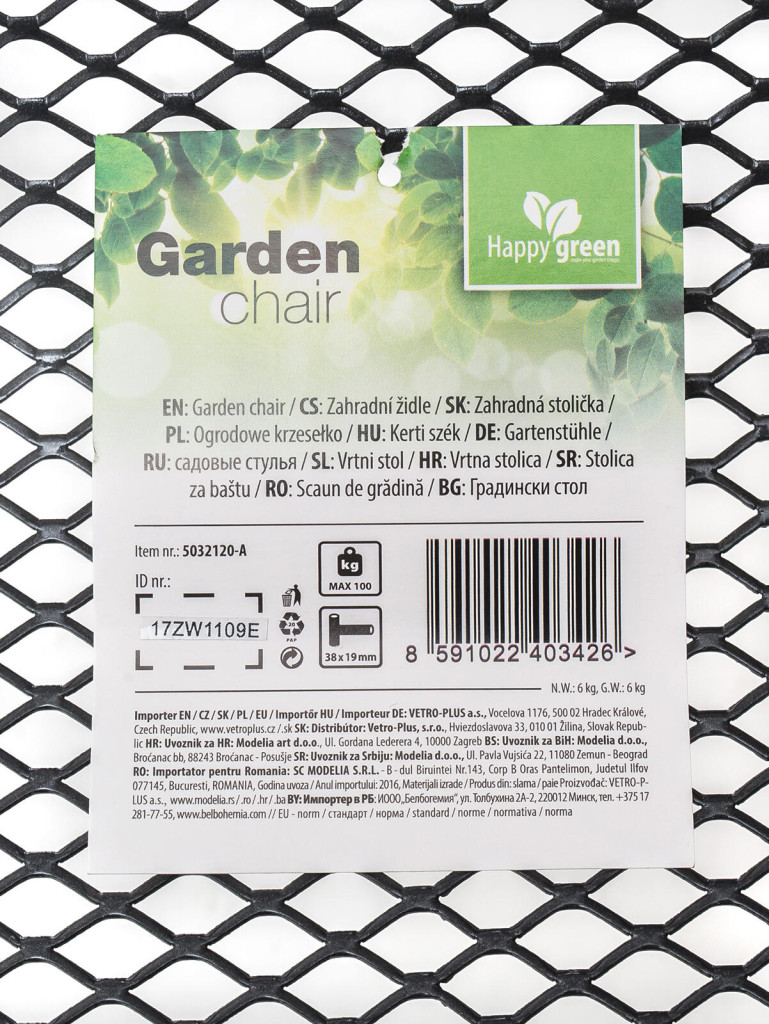 Garden
chair
Happy green
EN: Garden chair / CS: Zahradní židle / SK: Zahradná stolička /
PL: Ogrodowe krzesełko / HU: Kerti szék / DE: Gartenstühle /
RU: садовые стулья / SL: Vrtni stol / HR: Vrtna stolica / SR: Stolica
za baštu / RO: Scaun de grădină / BG: Градински стол
Item nr.: 5032120-A
ID nr.:
17ZW1109E
20
PAP
kg
MAX 100
38 x 19 mm
8 591022 403426 >
N.W.: 6 kg, G.W.: 6 kg
Importer EN / CZ / SK / PL / EU / Importőr HU / Importeur DE: VETRO-PLUS a.s., Vocelova 1176, 500 02 Hradec Králové,
Czech Republic, www.vetroplus.cz /.sk SK: Distribútor: Vetro-Plus, s.r.o., Hviezdoslavova 33, 010 01 Žilina, Slovak Repub-
lic HR: Uvoznik za HR: Modelia art d.o.o., Ul. Gordana Lederera 4, 10000 Zagreb BS: Uvoznik za BiH: Modelia d.o.o.,
Broćanac bb, 88243 Broćanac - Posušje SR: Uvoznik za Srbiju: Modelia d.o.o., Ul. Pavla Vujsića 22, 11080 Zemun - Beograd
RO: Importator pentru Romania: SC MODELIA S.R.L. - B - dul Biruintei Nr.143, Corp B Oras Pantelimon, Judetul Ilfov
077145, Bucuresti, ROMANIA, Godina uvoza / Anul importului: 2016, Materijali izrade / Produs din: slama / paie Proizvođač: VETRO-P-
LUS a.s., www.modelia.rs /.ro /.hr /.ba BY: Импортер в РБ: ИООО „Белбогемия“, ул. Толбухина 2А-2, 220012 Минск, тел. +375 17
281-77-55, www.belbohemia.com // EU - norm / стандарт / норма / standard / norme / normativa / norma